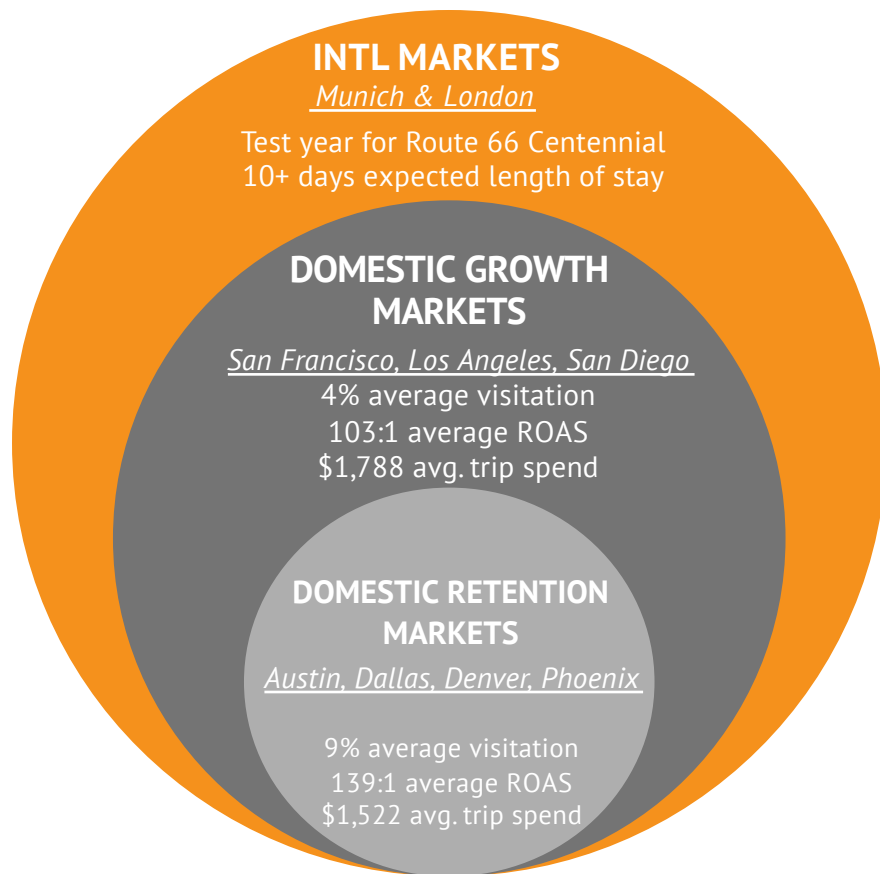 INTL MARKETS
Munich & London
Test year for Route 66 Centennial
10+ days expected length of stay
DOMESTIC GROWTH
MARKETS
San Francisco, Los Angeles, San Diego
4% average visitation
103:1 average ROAS
$1,788 avg. trip spend
DOMESTIC RETENTION
MARKETS
Austin, Dallas, Denver, Phoenix
9% average visitation
139:1 average ROAS
$1,522 avg. trip spend